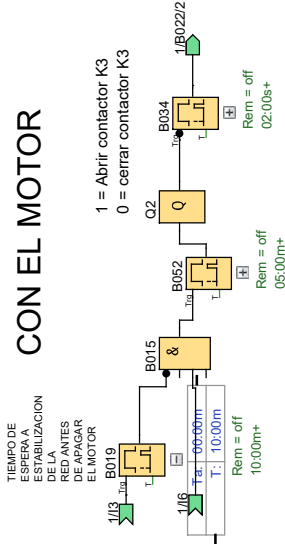 TIEMPO DE
ESPERA A
ESTABILIZACION
DE LA
RED ANTES
DE APAGAR
EL MOTOR
CON EL MOTOR
1 = Abrir contactor K3
0 = cerrar contactor K3
1/I3
B019
Trg
T
Rem = off
10:00m+
1/I6
Ta: 00:00m
T: 10:00m
B015
&
B052
Trg
T
Rem = off
05:00m+
Q2
Q
B034
Trg
T
Rem = off
02:00s+
1/B022/2